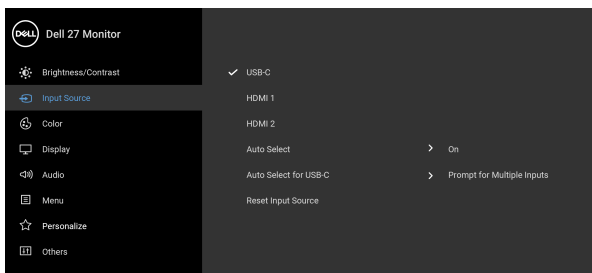 DELL Dell 27 Monitor
Brightness/Contrast
USB-C
Input Source
HDMI 1
Color
HDMI 2
Display
Auto Select
On
Audio
Auto Select for USB-C
Prompt for Multiple Inputs
Menu
Reset Input Source
Personalize
Others